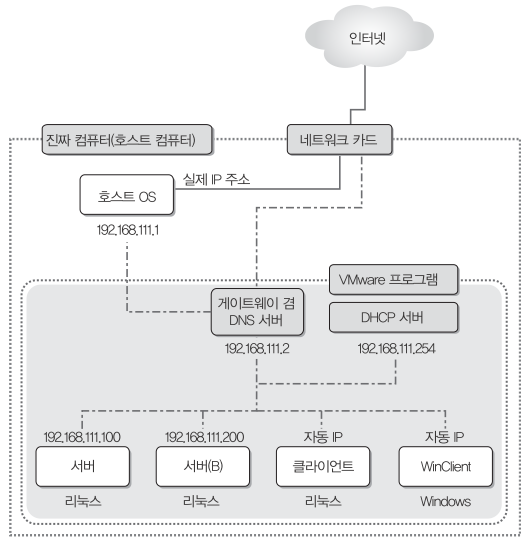 인터넷
진짜 컴퓨터(호스트 컴퓨터)
네트워크 카드
실제 IP 주소
호스트 OS
192.168.111.1
VMware 프로그램
게이트웨이 겸
DNS 서버
DHCP 서버
192.168.111.2
192.168.111.254
192.168.111.100
192.168.111.200
자동 IP
자동 IP
서버
서버(B)
클라이언트
WinClient
리눅스
리눅스
리눅스
Windows